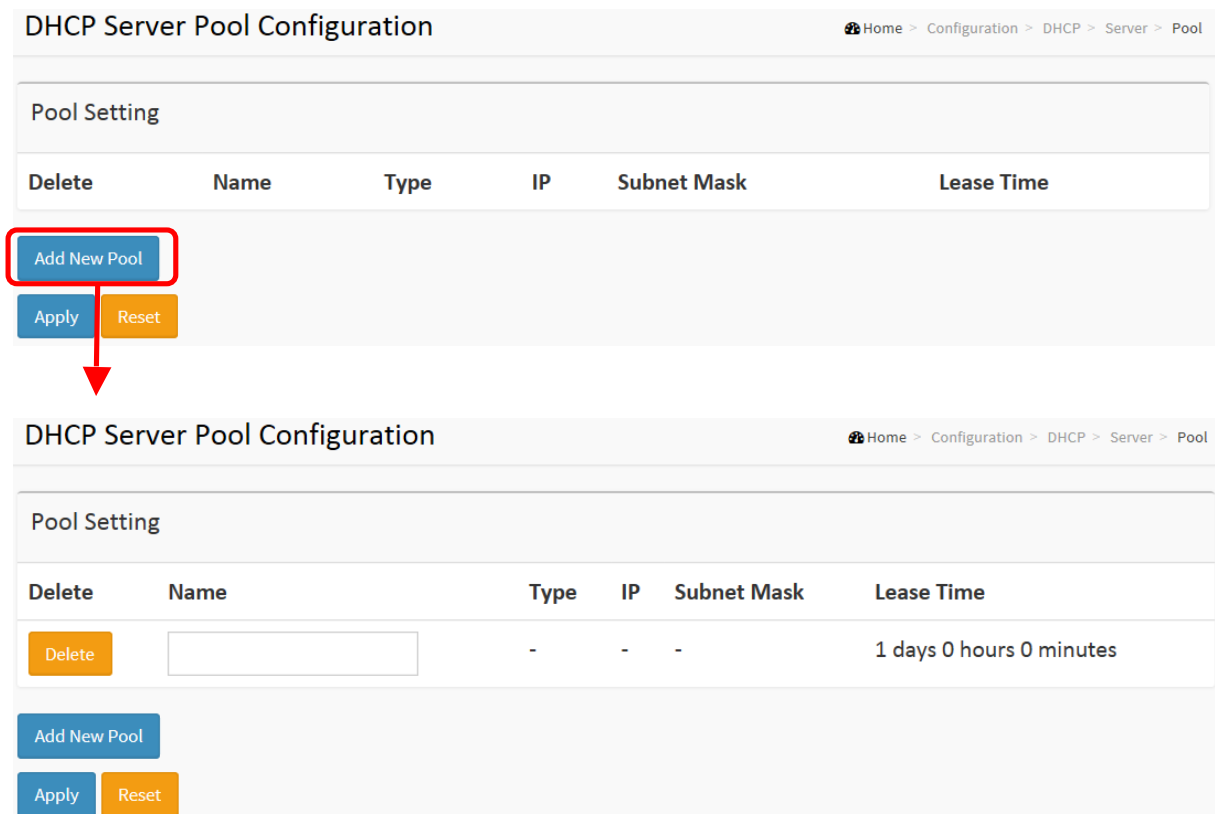 DHCP Server Pool Configuration
Home > Configuration > DHCP > Server > Pool
Pool Setting
Delete Name Type IP Subnet Mask Lease Time
Add New Pool
Apply Reset
DHCP Server Pool Configuration
Home > Configuration > DHCP > Server > Pool
Pool Setting
Delete Name Type IP Subnet Mask Lease Time
Delete - - - 1 days 0 hours 0 minutes
Add New Pool
Apply Reset